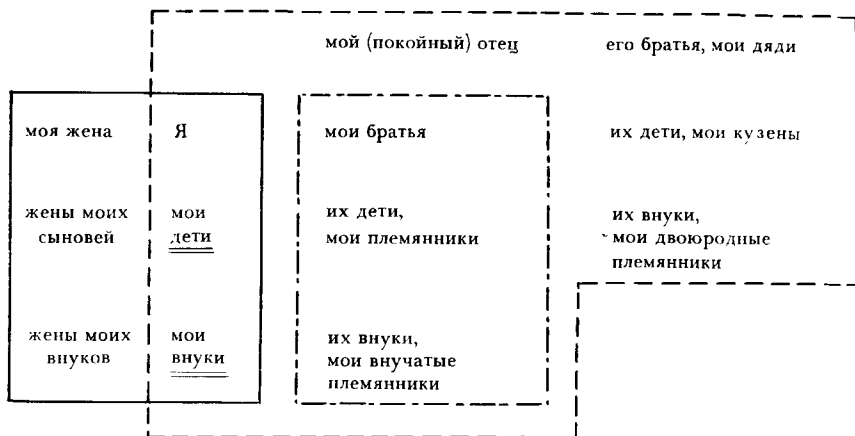 мой (покойный) отец
его братья, мои дяди
моя жена
Я
мои братья
их дети, мои кузены
жены моих
сыновей
мои
дети
их дети,
мои племянники
их внуки,
мои двоюродные
племянники
жены моих
внуков
мои
внуки
их внуки,
мои внучатые
племянники